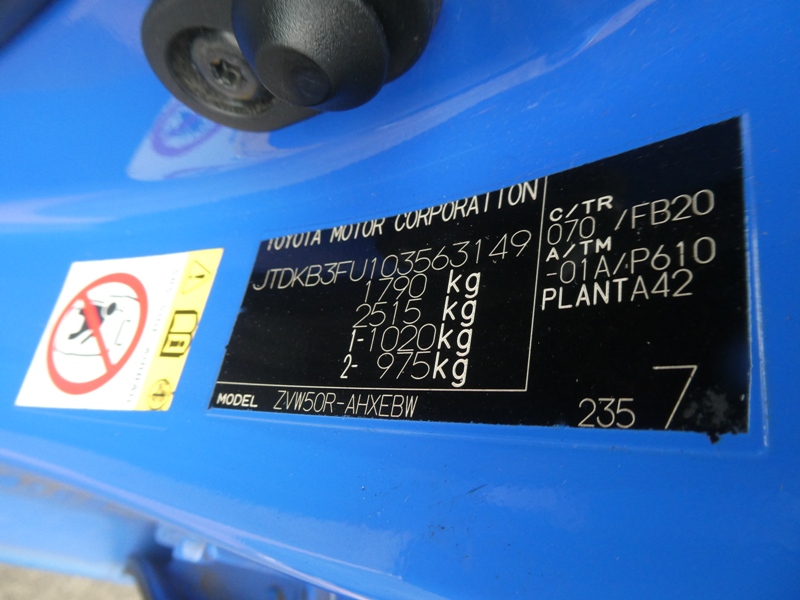 TOYOTA MOTOR CORPORATION
JTDKB3FU103563149
1790 kg
2515 kg
1-1020kg
2- 975kg
MODEL ZVW50R-AHXEBW
C/TR
070 /FB20
A/TM
-01A/P610
PLANTA42
235 7